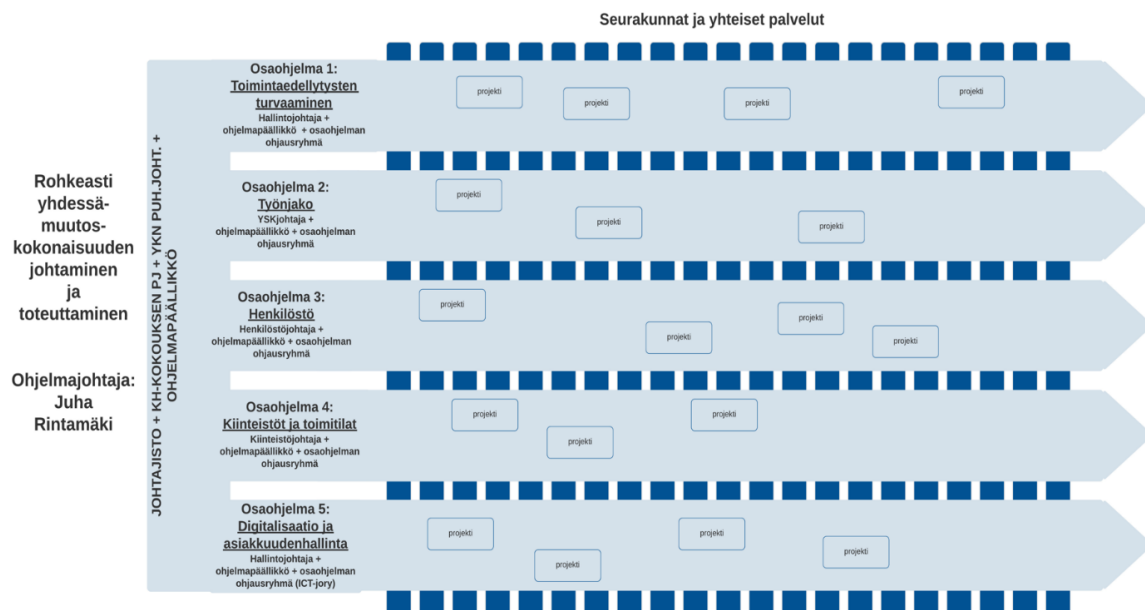 Seurakunnat ja yhteiset palvelut
Rohkeasti
yhdessä-
muutos-
kokonaisuuden
johtaminen
ja
toteuttaminen
Ohjelmajohtaja:
Juha
Rintamäki
JOHTAJISTO + KH-KOKOUKSEN PJ + YKN PUH.JOHT. +
OHJELMAPÄÄLLIKKÖ
Osaohjelma 1:
Toimintaedellytysten
turvaaminen
Hallintojohtaja +
ohjelmapäällikkö + osaohjelman
ohjausryhmä
projekti
projekti
projekti
projekti
Osaohjelma 2:
Työnjako
YSKjohtaja +
ohjelmapäällikkö + osaohjelman
ohjausryhmä
projekti
projekti
projekti
Osaohjelma 3:
Henkilöstö
Henkilöstöjohtaja +
ohjelmapäällikkö + osaohjelman
ohjausryhmä
projekti
projekti
projekti
projekti
Osaohjelma 4:
Kiinteistöt ja toimitilat
Kiinteistöjohtaja +
ohjelmapäällikkö + osaohjelman
ohjausryhmä
projekti
projekti
projekti
Osaohjelma 5:
Digitalisaatio ja
asiakkuudenhallinta
Hallintojohtaja +
ohjelmapäällikkö + osaohjelman
ohjausryhmä (ICT-jory)
projekti
projekti
projekti
projekti